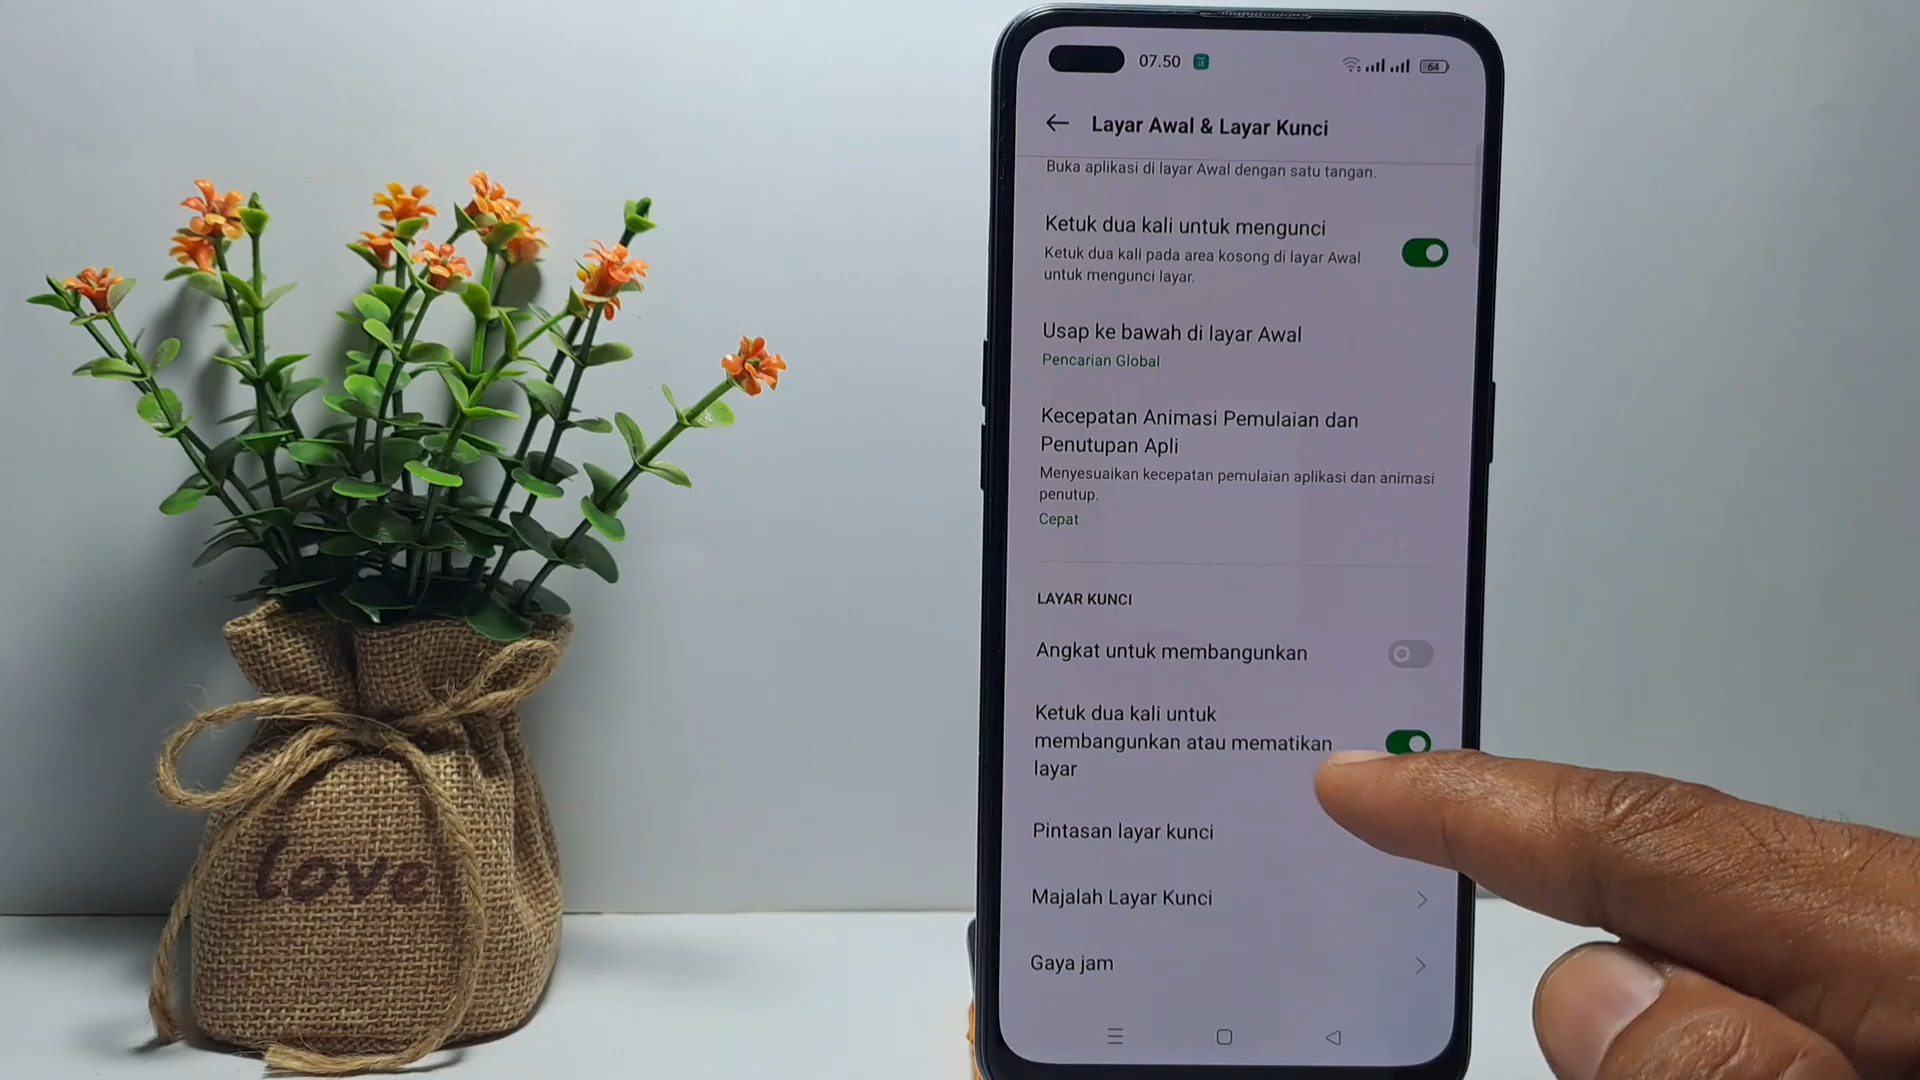 07.50
64
Layar Awal & Layar Kunci
Buka aplikasi di layar Awal dengan satu tangan.
Ketuk dua kali untuk mengunci
Ketuk dua kali pada area kosong di layar Awal
untuk mengunci layar.
Usap ke bawah di layar Awal
Pencarian Global
Kecepatan Animasi Pemulaian dan
Penutupan Apli
Menyesuaikan kecepatan pemulaian aplikasi dan animasi
penutup.
Cepat
LAYAR KUNCI
Angkat untuk membangunkan
Ketuk dua kali untuk
membangunkan atau mematikan
layar
Pintasan layar kunci
Majalah Layar Kunci
Gaya jam
love